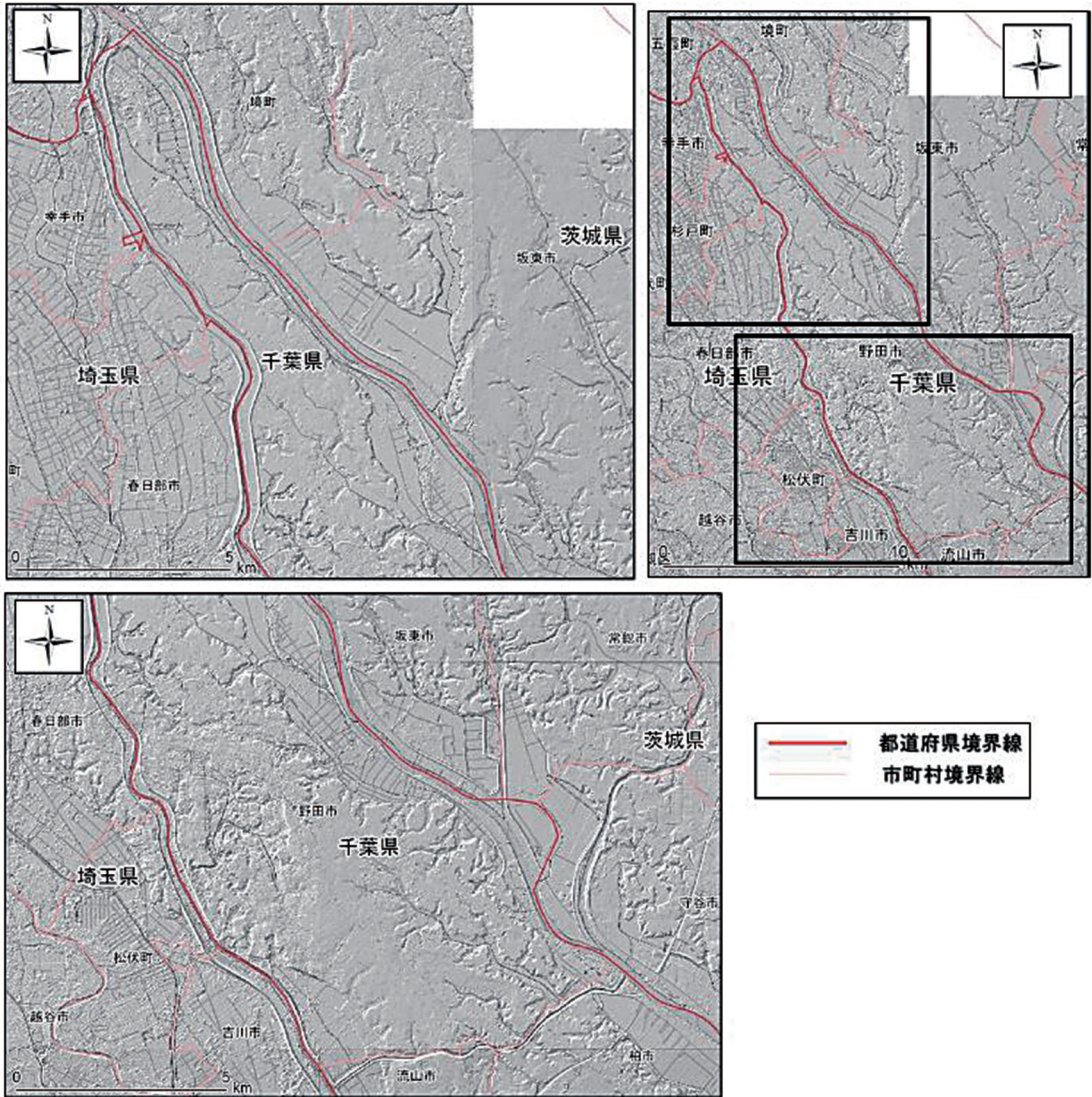 N
境町
幸手市
茨城県
坂東市
埼玉県
千葉県
町
春日部市
0
5
km
五霞町
境町
N
常
幸手市
坂東市
杉戸町
春日部市
野田市
埼玉県
千葉県
松伏町
越谷市
吉川市
流山市
0
10
N
坂東市
常総市
春日部市
茨城県
野田市
千葉県
埼玉県
守谷市
松伏町
越谷市
吉川市
流山市
柏市
0
5
km
都道府県境界線
市町村境界線